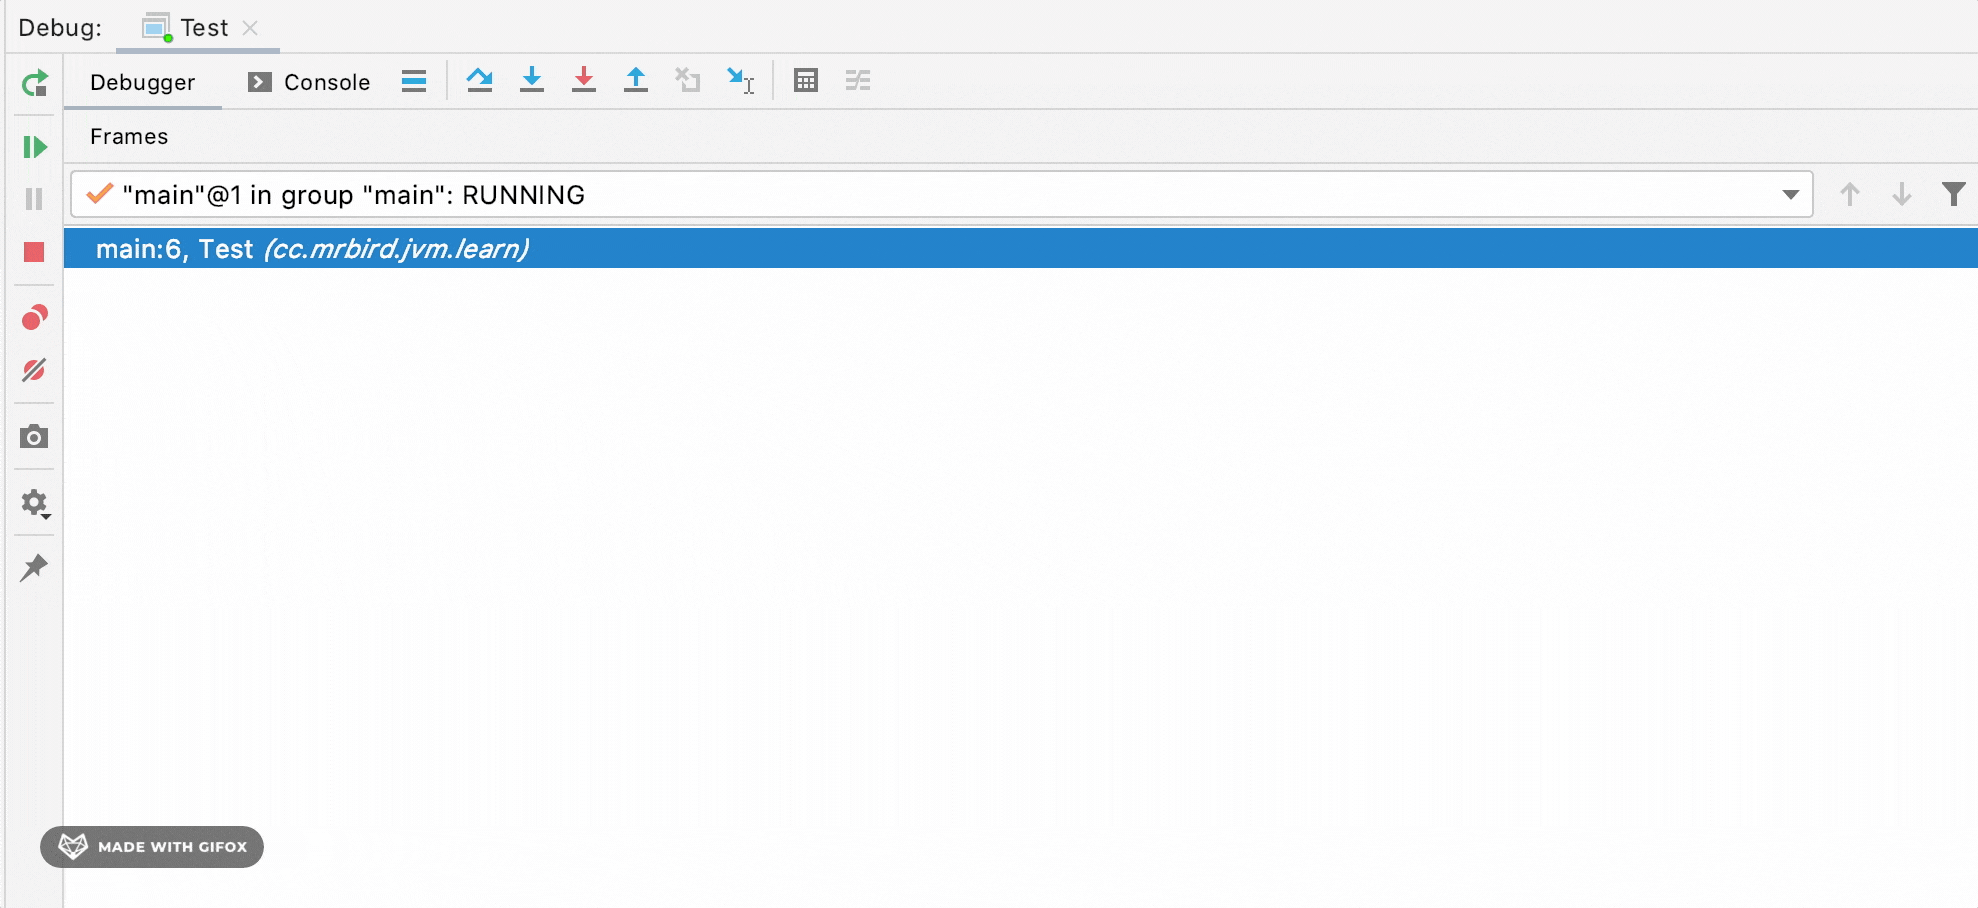 Debug: Test
Debugger Console
Frames
"main"@1 in group "main": RUNNING
main:6, Test (cc.mrbird.jvm.learn)
MADE WITH GIFOX